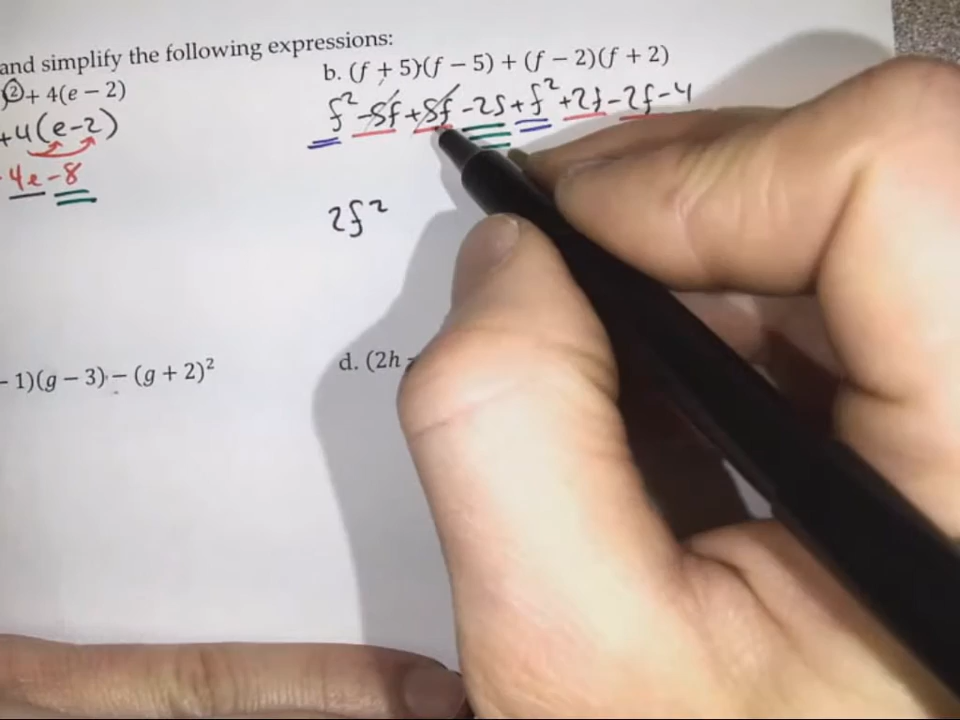 and simplify the following expressions:
② + 4(e − 2)
+4(e-2)
- 4e -8
b. (f + 5)(f − 5) + (f − 2)(f + 2)
f² -5f +5f -25 +f² +2f -2f -4
2f²
− 1)(g − 3) − (g + 2)²
d. (2h